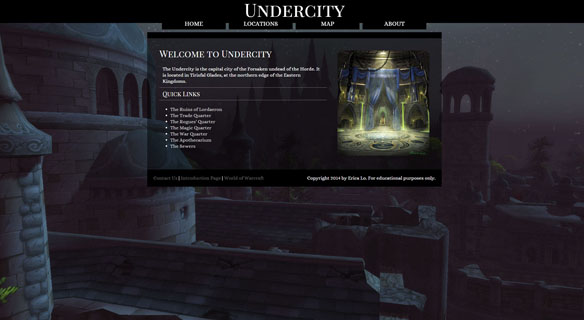 Undercity
HOME
LOCATIONS
MAP
ABOUT
Welcome to Undercity
The Undercity is the capital city of the Forsaken undead of the Horde. It
is located in Tirisfal Glades, at the northern edge of the Eastern
Kingdoms.
Quick Links
The Ruins of Lordaeron
The Trade Quarter
The Rogues' Quarter
The Magic Quarter
The War Quarter
The Apothecarium
The Sewers
Contact Us | Introduction Page | World of Warcraft
Copyright 2014 by Erica Lo. For educational purposes only.